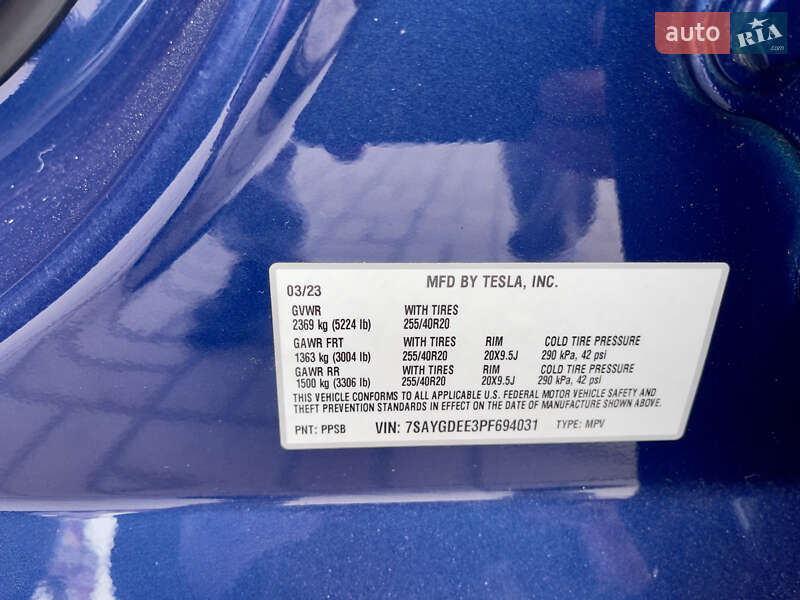 auto RIA .com
MFD BY TESLA, INC.
03/23
GVWR WITH TIRES
2369 kg (5224 lb) 255/40R20
GAWR FRT WITH TIRES RIM COLD TIRE PRESSURE
1363 kg (3004 lb) 255/40R20 20X9.5J 290 kPa, 42 psi
GAWR RR WITH TIRES RIM COLD TIRE PRESSURE
1500 kg (3306 lb) 255/40R20 20X9.5J 290 kPa, 42 psi
THIS VEHICLE CONFORMS TO ALL APPLICABLE U.S. FEDERAL MOTOR VEHICLE SAFETY AND
THEFT PREVENTION STANDARDS IN EFFECT ON THE DATE OF MANUFACTURE SHOWN ABOVE.
PNT: PPSB VIN: 7SAYGDEE3PF694031 TYPE: MPV